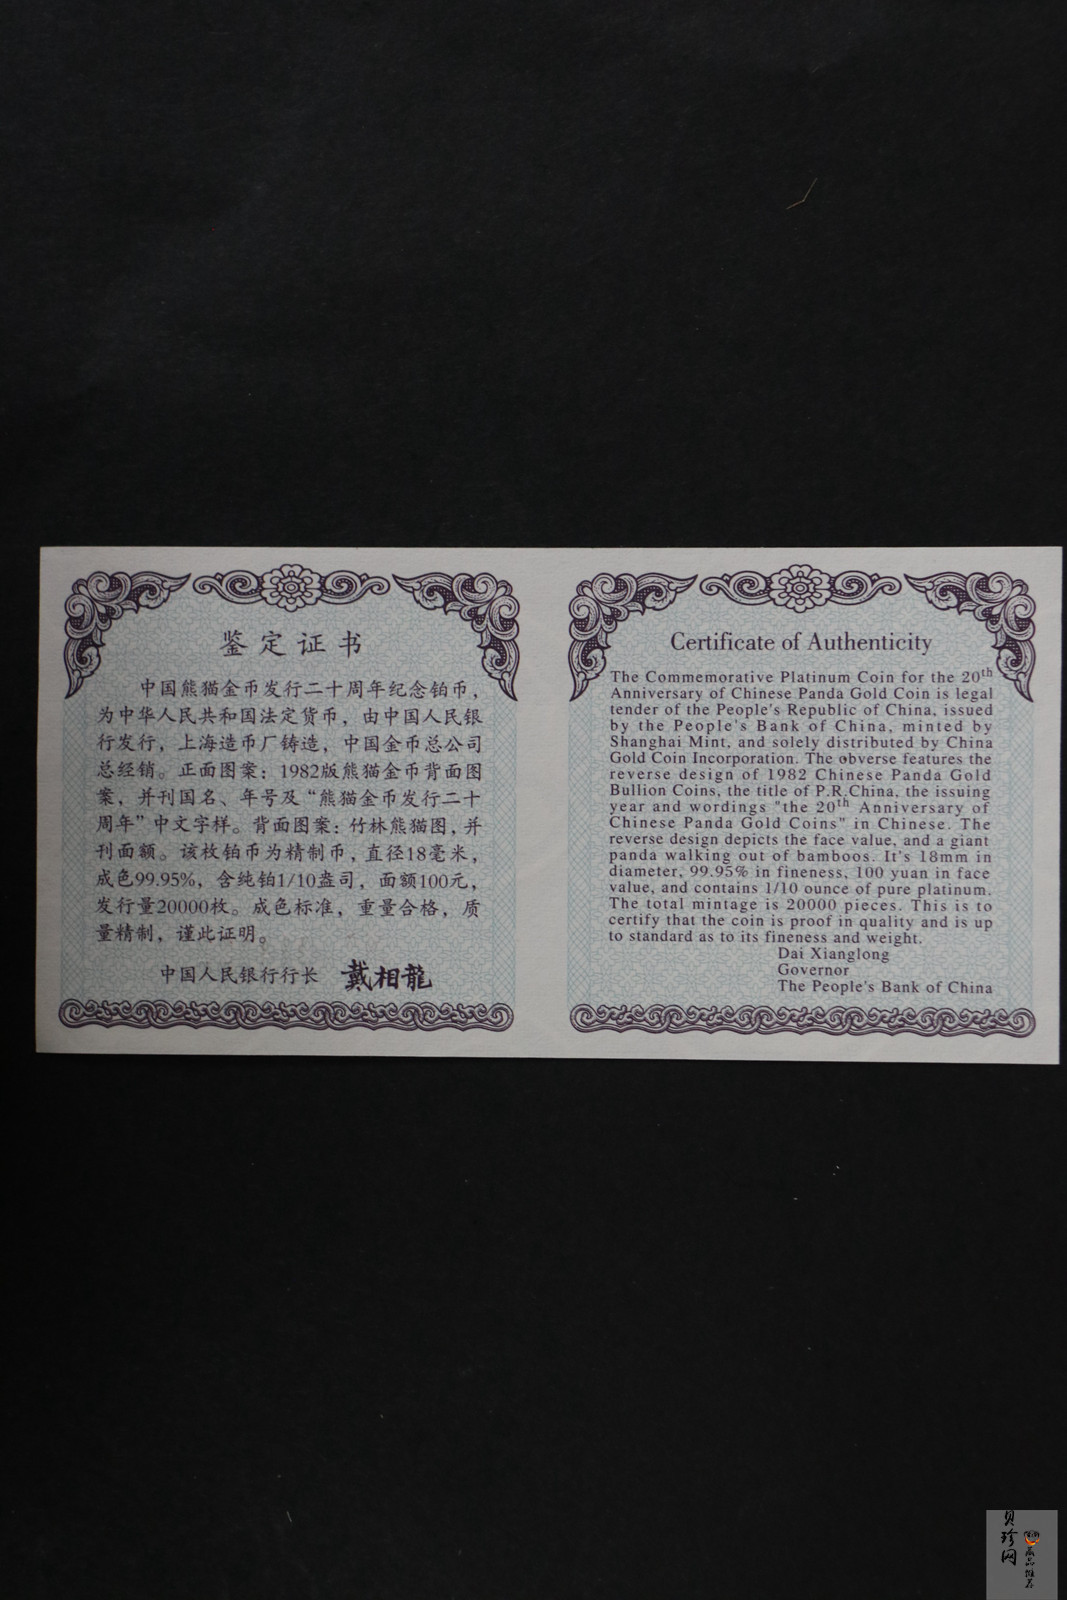 鉴定证书
中国熊猫金币发行二十周年纪念铂币，
为中华人民共和国法定货币，由中国人民银
行发行，上海造币厂铸造，中国金币总公司
总经销。正面图案：1982版熊猫金币背面图
案，并刊国名、年号及“熊猫金币发行二十
周年”中文字样。背面图案：竹林熊猫图，并
刊面额。该枚铂币为精制币，直径18毫米，
成色99.95%，含纯铂1/10盎司，面额100元，
发行量20000枚。成色标准，重量合格，质
量精制，谨此证明。
中国人民银行行长 戴相龍
Certificate of Authenticity
The Commemorative Platinum Coin for the 20th
Anniversary of Chinese Panda Gold Coin is legal
tender of the People's Republic of China, issued
by the People's Bank of China, minted by
Shanghai Mint, and solely distributed by China
Gold Coin Incorporation. The obverse features the
reverse design of 1982 Chinese Panda Gold
Bullion Coins, the title of P.R.China, the issuing
year and wordings "the 20th Anniversary of
Chinese Panda Gold Coins" in Chinese. The
reverse design depicts the face value, and a giant
panda walking out of bamboos. It's 18mm in
diameter, 99.95% in fineness, 100 yuan in face
value, and contains 1/10 ounce of pure platinum.
The total mintage is 20000 pieces. This is to
certify that the coin is proof in quality and is up
to standard as to its fineness and weight.
Dai Xianglong
Governor
The People's Bank of China
贝珍网
藏品推荐